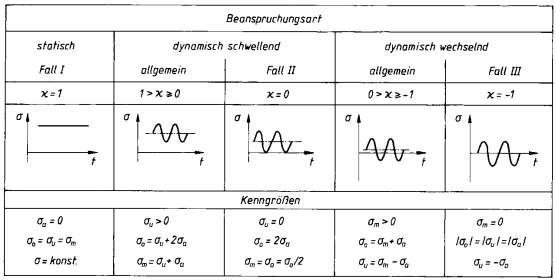 Beanspruchungsart
statisch dynamisch schwellend dynamisch wechselnd
Fall I allgemein Fall II allgemein Fall III
ϰ = 1 1 > ϰ ≥ 0 ϰ = 0 0 > ϰ ≥ -1 ϰ = -1
σ σ σ σ σ
t t t t t
Kenngrößen
σa = 0 σu > 0 σu = 0 σm > 0 σm = 0
σo = σu = σm σo = σu + 2σa σo = 2σa σo = σm + σa |σo| = |σu| = |σa|
σ = konst. σm = σu + σa σm = σa = σo/2 σu = σm - σa σu = -σa